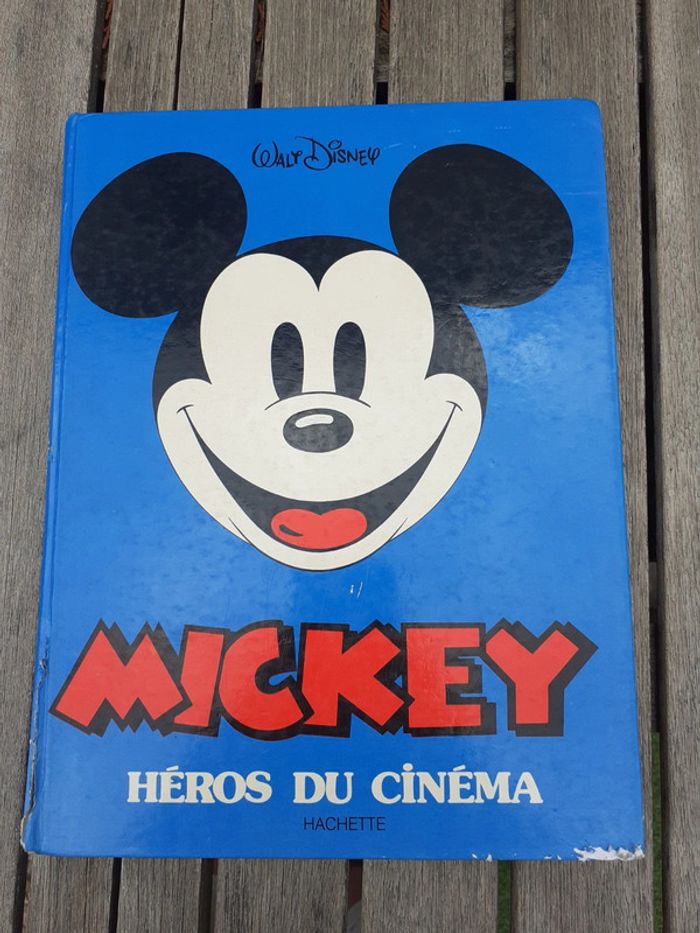 Walt Disney
MICKEY
HÉROS DU CINÉMA
HACHETTE